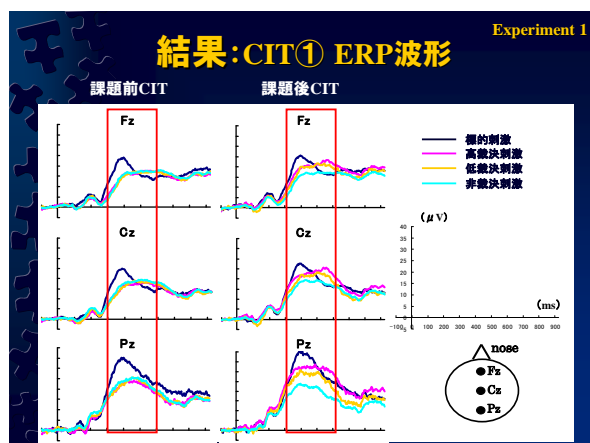 Experiment 1
結果:CIT① ERP波形
課題前CIT
課題後CIT
Fz
Fz
標的刺激
高裁決刺激
低裁決刺激
非裁決刺激
Cz
Cz
(μV)
40
35
30
25
20
15
10
5
0
(ms)
-100 0 100 200 300 400 500 600 700 800 900
Pz
Pz
nose
Fz
Cz
Pz